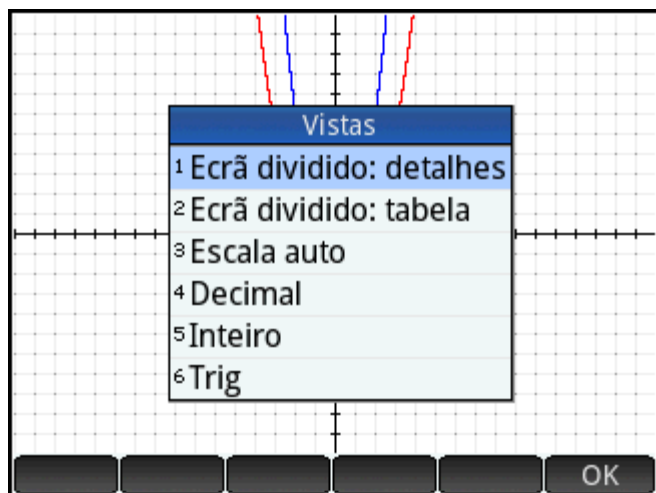 Vistas
1 Ecrã dividido: detalhes
2 Ecrã dividido: tabela
3 Escala auto
4 Decimal
5 Inteiro
6 Trig
OK